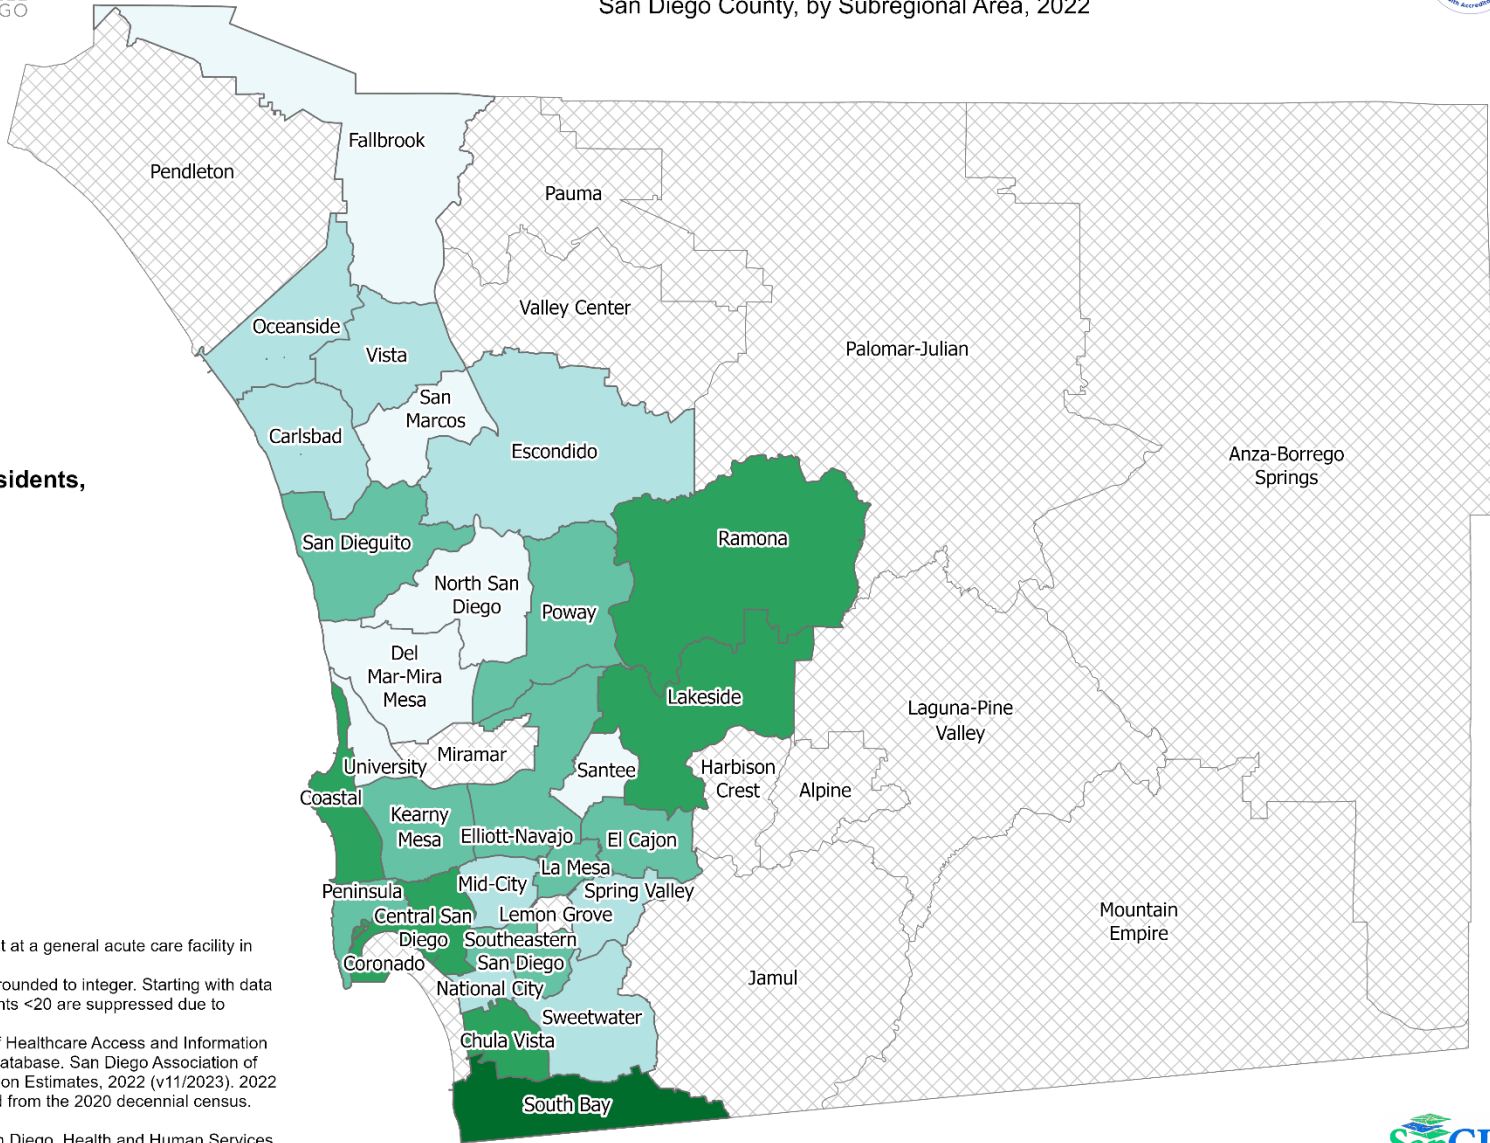 GO
San Diego County, by Subregional Area, 2022
Fallbrook
Pendleton
Pauma
Valley Center
Oceanside
Vista
Palomar-Julian
San
Marcos
Carlsbad
Escondido
Anza-Borrego
Springs
sidents,
Ramona
San Dieguito
North San
Diego
Poway
Del
Mar-Mira
Mesa
Lakeside
Laguna-Pine
Valley
Miramar
University
Santee
Harbison
Crest
Alpine
Coastal
Kearny
Mesa
Elliott-Navajo
El Cajon
La Mesa
Mid-City
Peninsula
Spring Valley
Central San
Diego
Lemon Grove
Mountain
Empire
Southeastern
San Diego
Coronado
Jamul
National City
Sweetwater
Chula Vista
South Bay
t at a general acute care facility in
rounded to integer. Starting with data
nts <20 are suppressed due to
f Healthcare Access and Information
atabase. San Diego Association of
on Estimates, 2022 (v11/2023). 2022
d from the 2020 decennial census.
n Diego, Health and Human Services